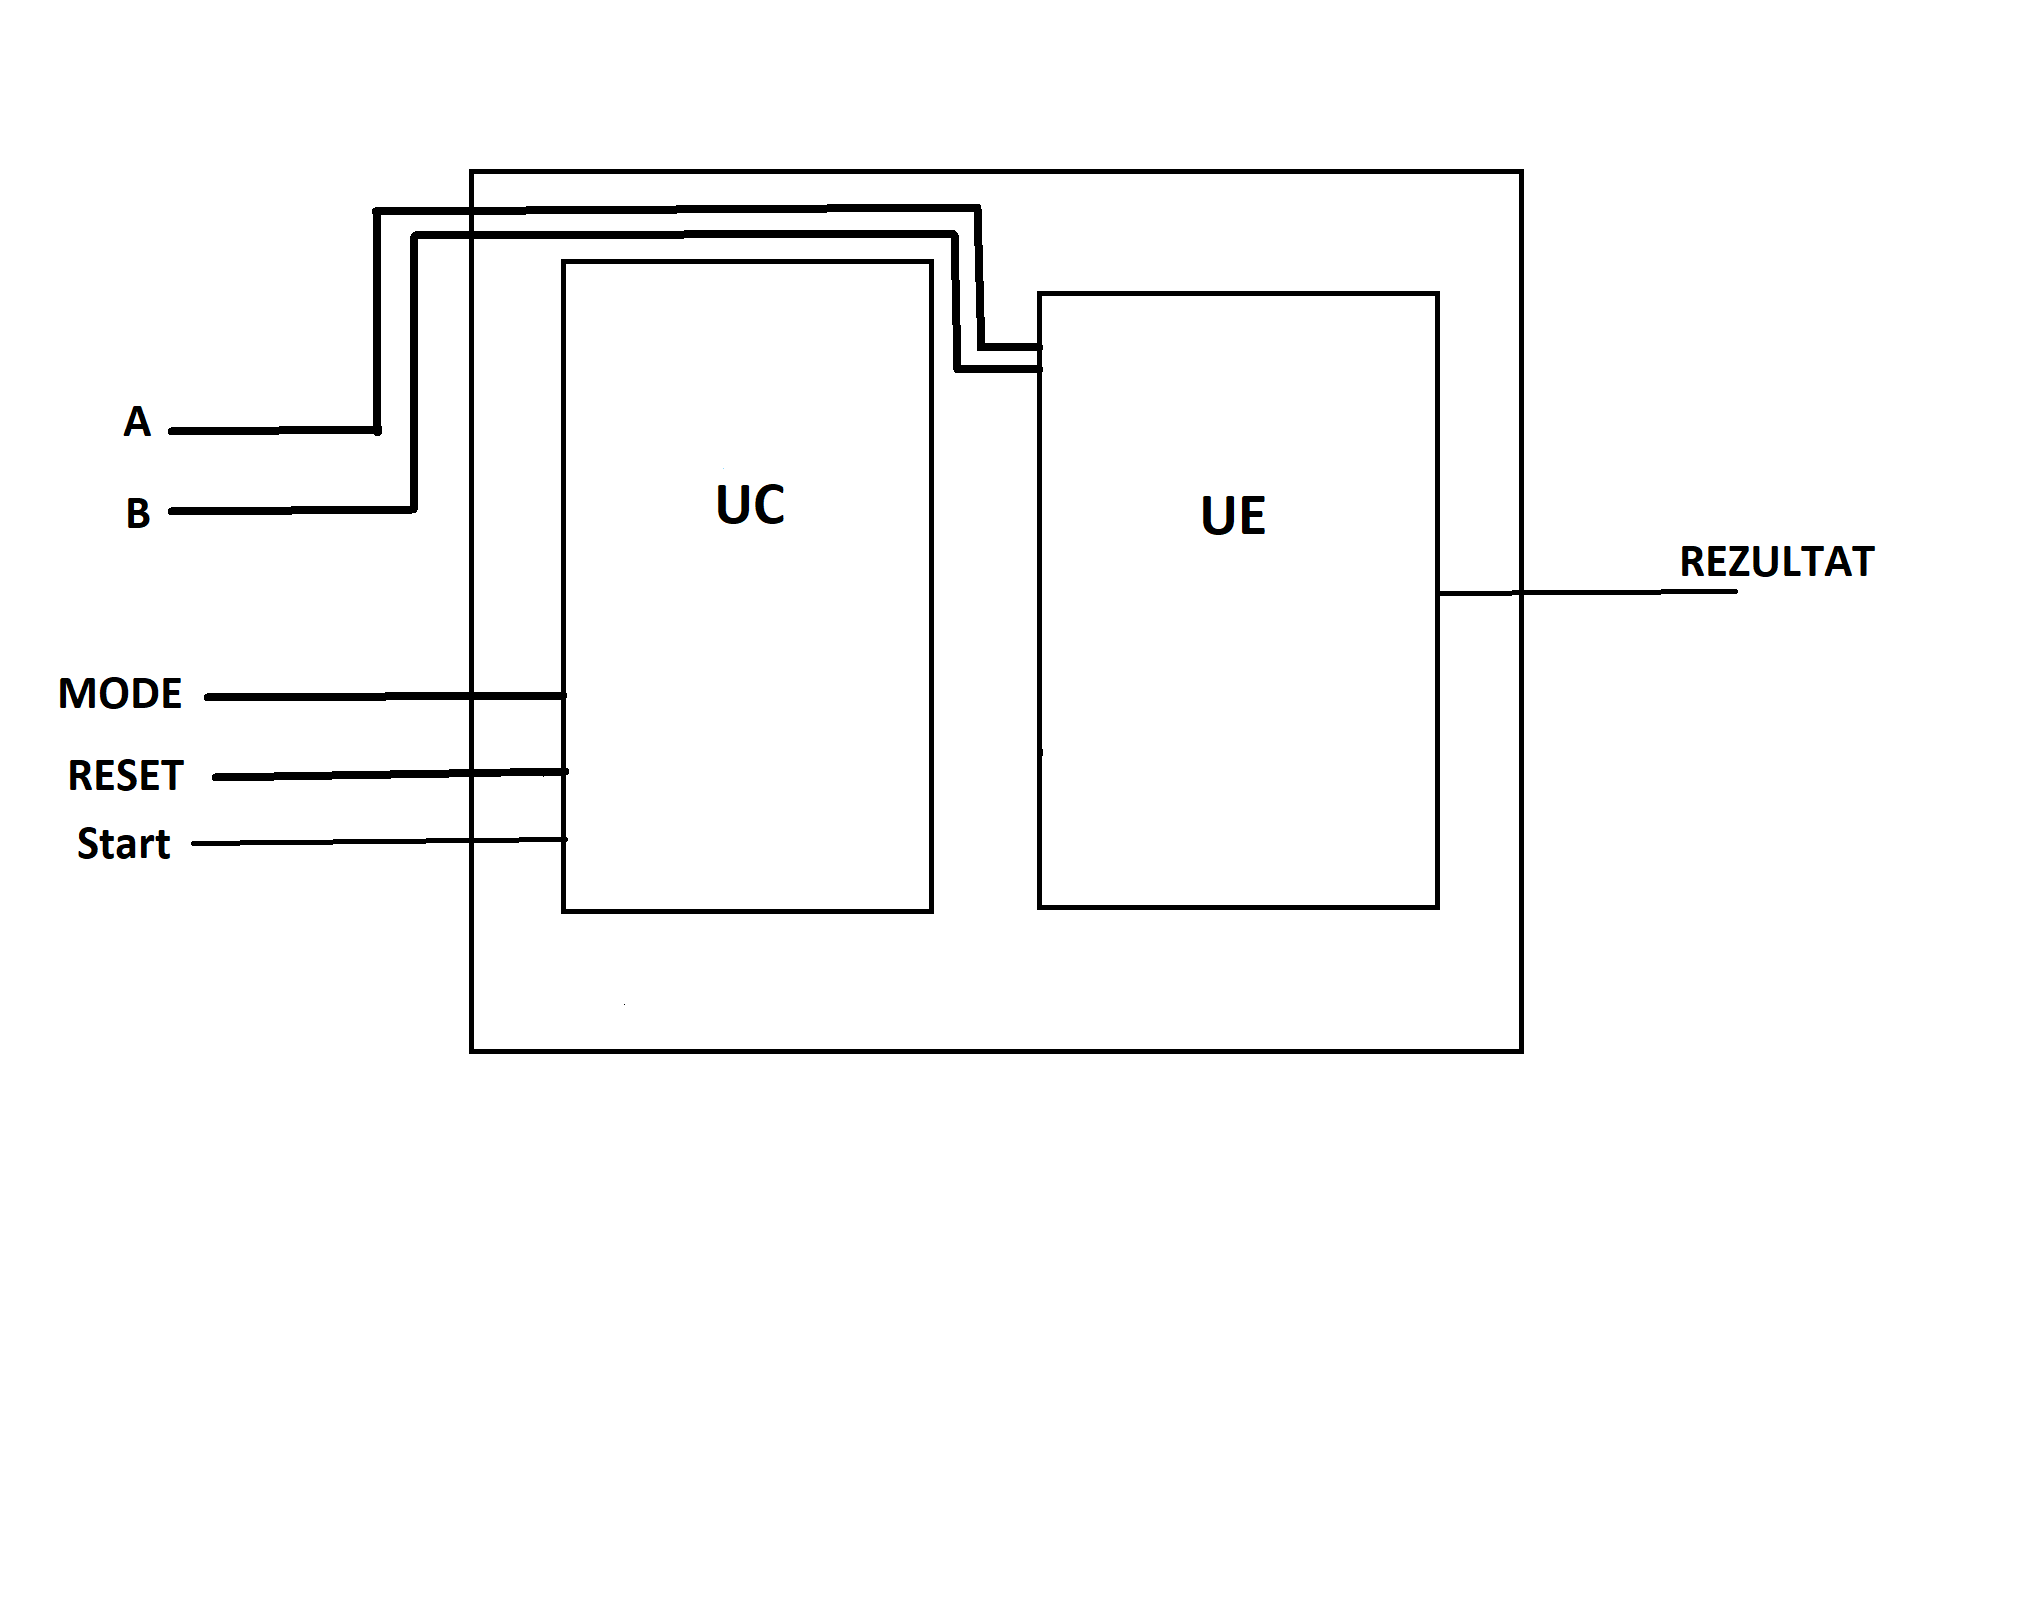 A
B
MODE
RESET
Start
UC
UE
REZULTAT